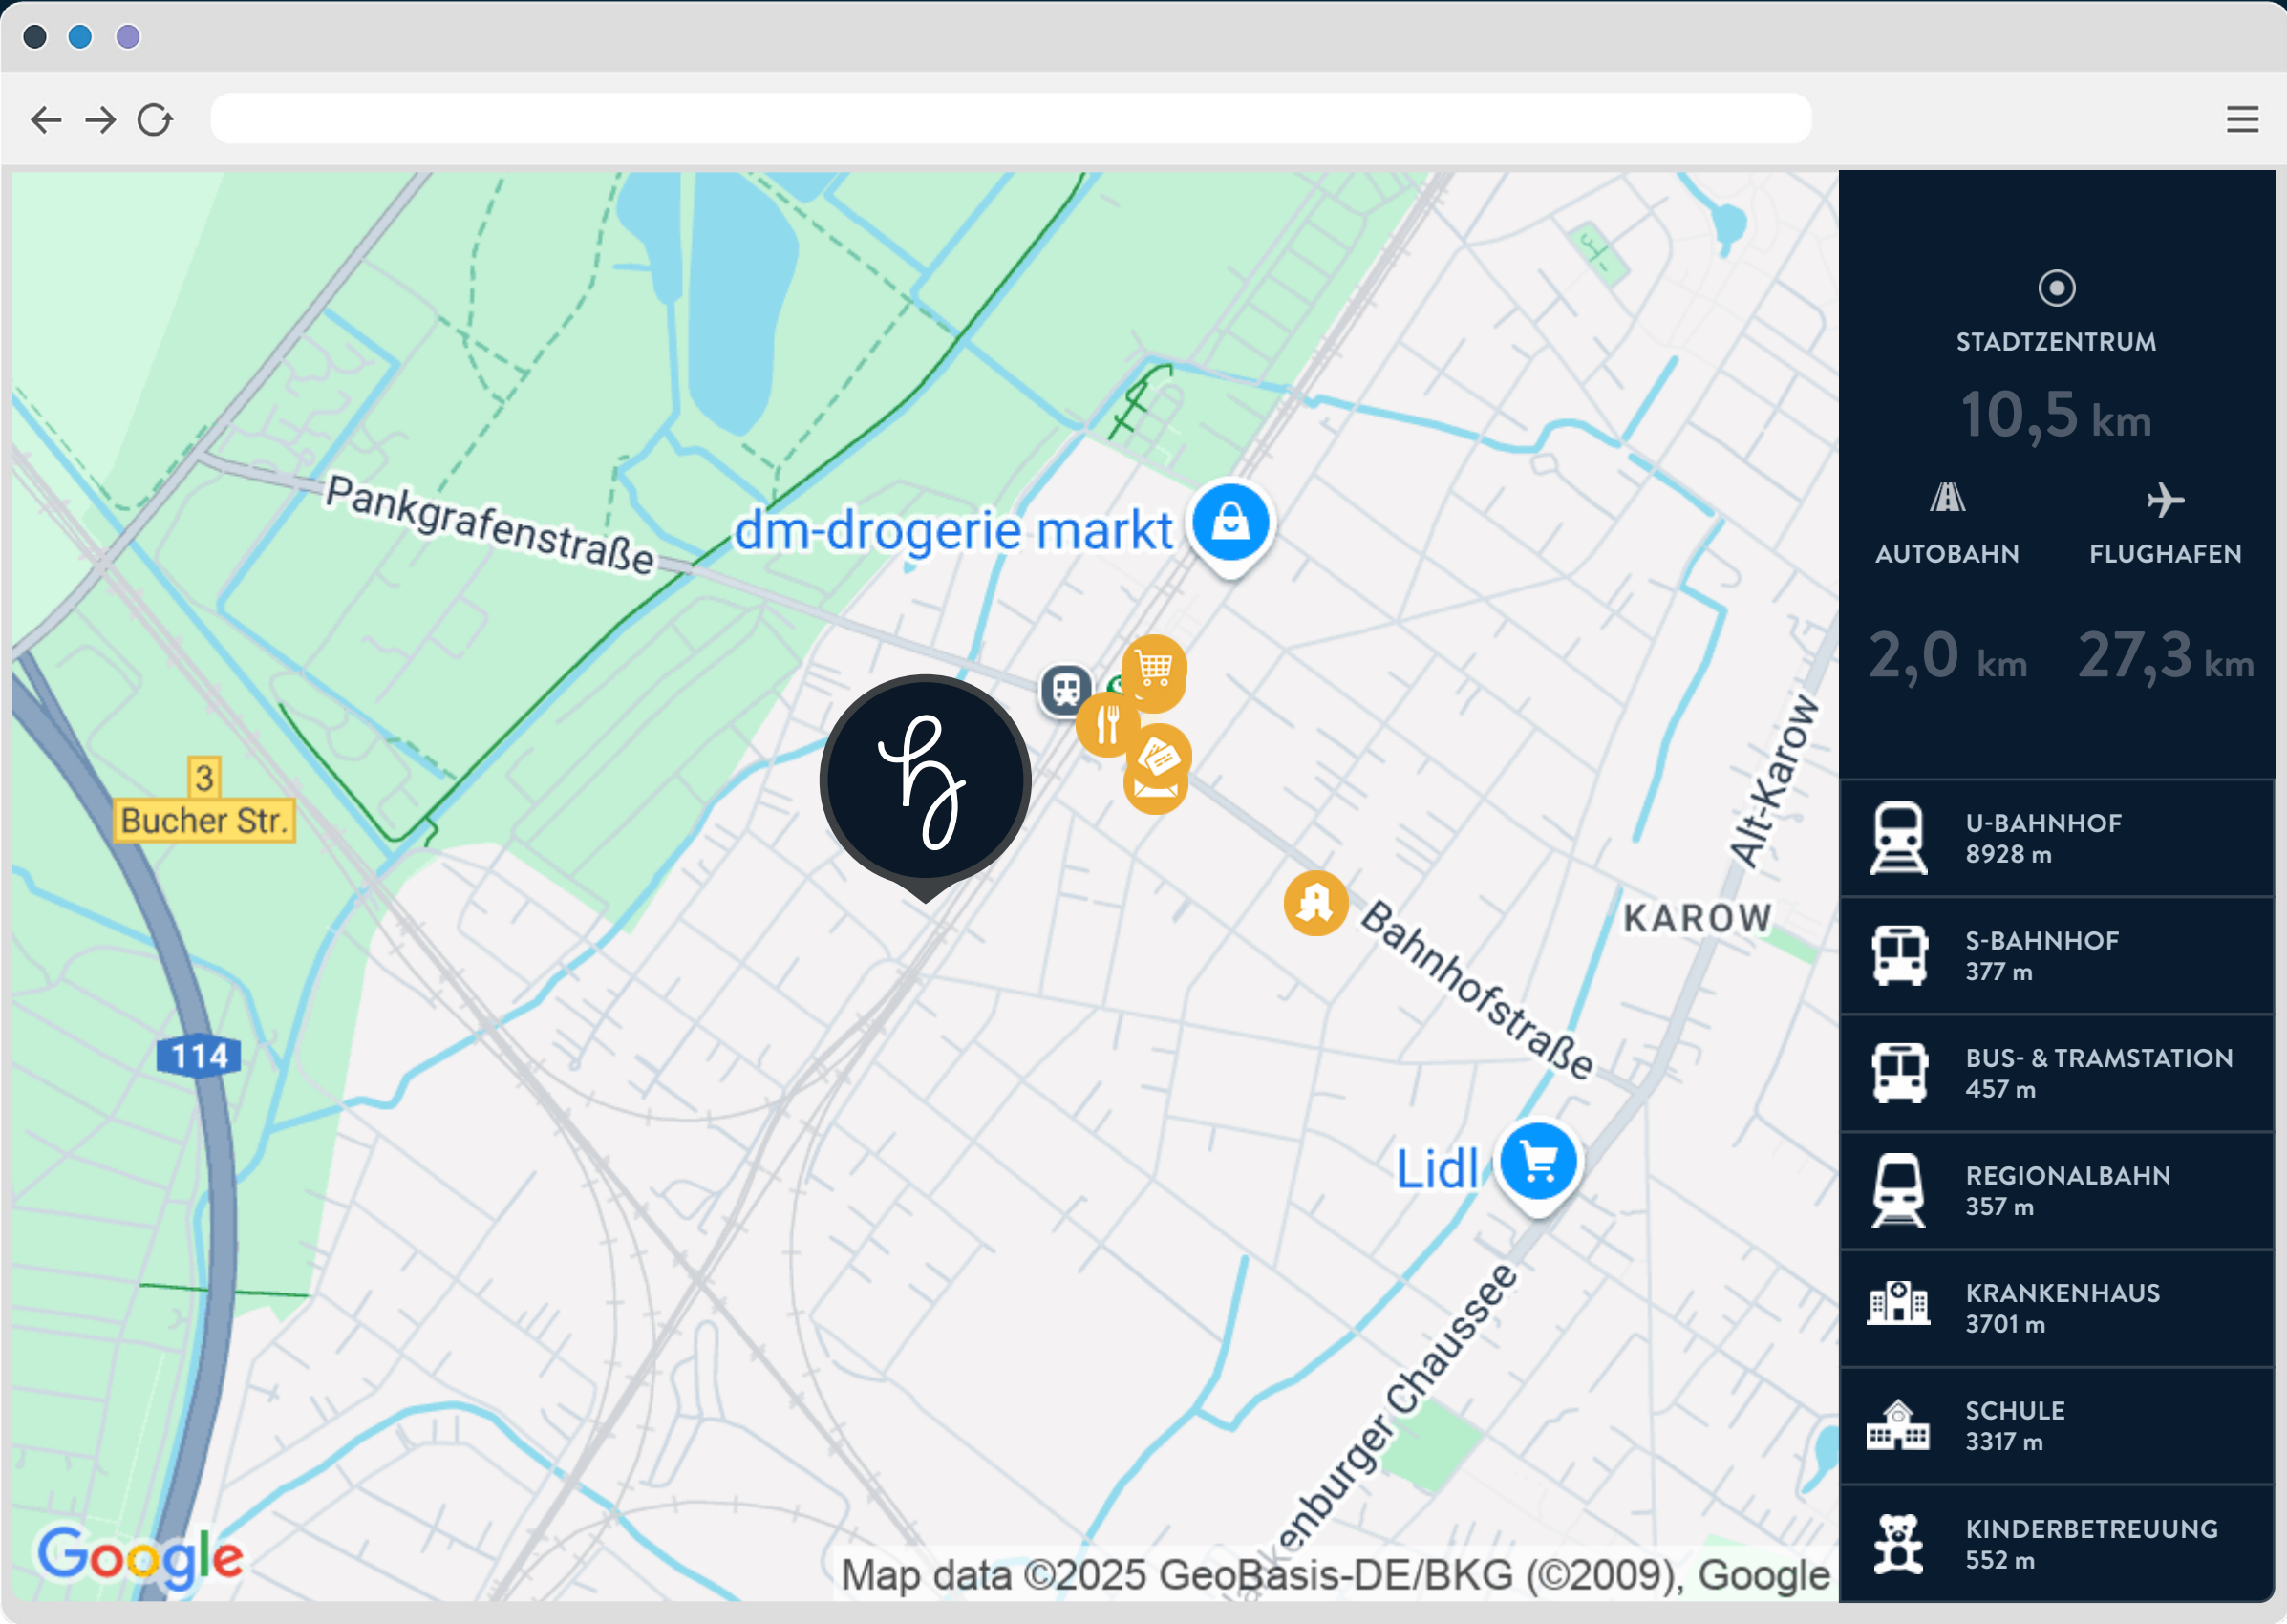 Pankgrafenstraße
dm-drogerie markt
3
Bucher Str.
114
Alt-Karow
KAROW
Bahnhofstraße
Lidl
Chaussee
Google
Map data ©2025 GeoBasis-DE/BKG (©2009), Google
STADTZENTRUM
10,5 km
AUTOBAHN
2,0 km
FLUGHAFEN
27,3 km
U-BAHNHOF
8928 m
S-BAHNHOF
377 m
BUS- & TRAMSTATION
457 m
REGIONALBAHN
357 m
KRANKENHAUS
3701 m
SCHULE
3317 m
KINDERBETREUUNG
552 m